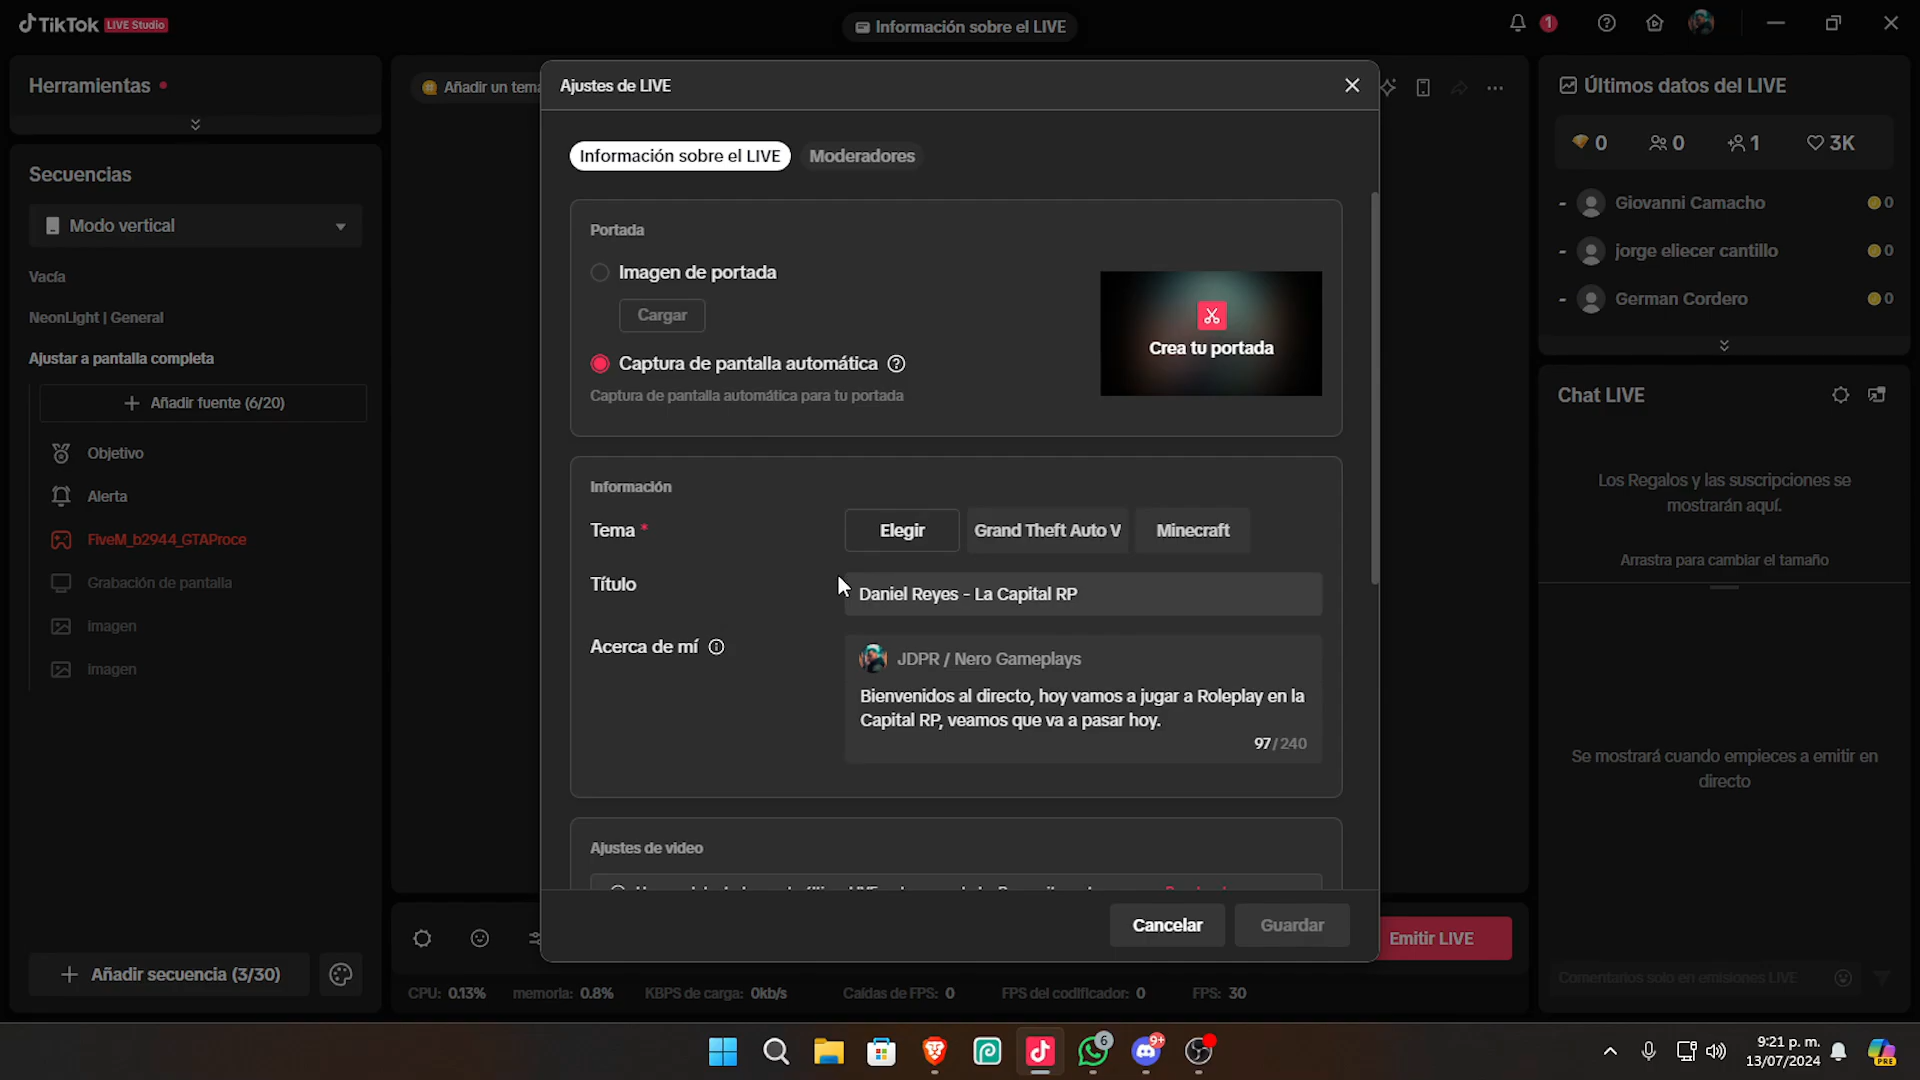 TikTok LIVE Studio
Información sobre el LIVE
1
Herramientas
Secuencias
Modo vertical
Vacía
NeonLight | General
Ajustar a pantalla completa
Añadir fuente (6/20)
Objetivo
Alerta
FiveM_b2944_GTAProce
Grabación de pantalla
imagen
imagen
Añadir secuencia (3/30)
Añadir un tema
Ajustes de LIVE
Información sobre el LIVE
Moderadores
Portada
Imagen de portada
Cargar
Captura de pantalla automática
Captura de pantalla automática para tu portada
Crea tu portada
Información
Tema *
Elegir
Grand Theft Auto V
Minecraft
Título
Daniel Reyes - La Capital RP
Acerca de mí
JDPR / Nero Gameplays
Bienvenidos al directo, hoy vamos a jugar a Roleplay en la
Capital RP, veamos que va a pasar hoy.
97/240
Ajustes de video
Cancelar
Guardar
Emitir LIVE
CPU: 0.13%
memoria: 0.8%
KBPS de carga: 0kb/s
Caídas de FPS: 0
FPS del codificador: 0
FPS: 30
Últimos datos del LIVE
0
0
1
3K
- Giovanni Camacho 0
- jorge eliecer cantillo 0
- German Cordero 0
Chat LIVE
Los Regalos y las suscripciones se
mostrarán aquí.
Arrastra para cambiar el tamaño
Se mostrará cuando empieces a emitir en
directo
Comentarios solo en emisiones LIVE
6
9+
9:21 p. m.
13/07/2024
PRE